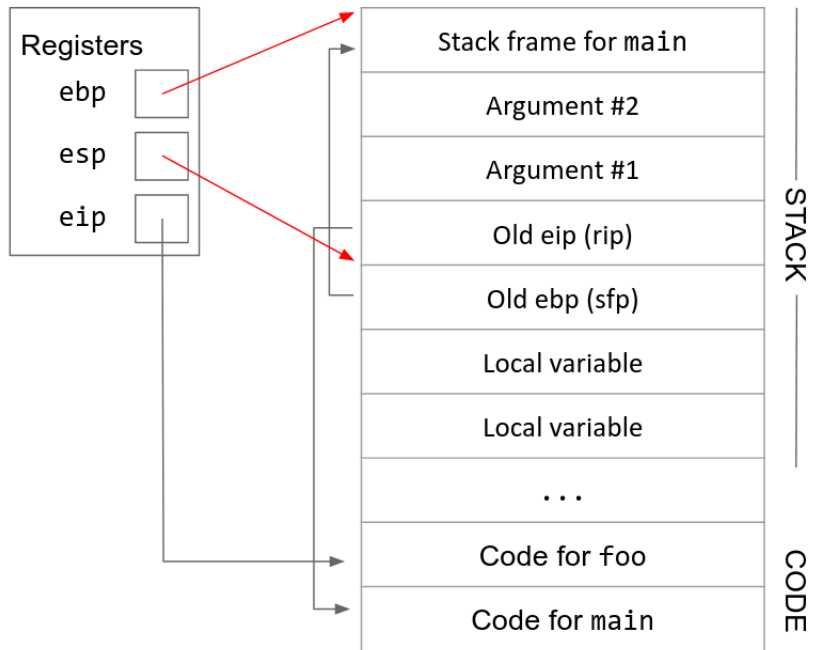 Registers
ebp
esp
eip
Stack frame for main
Argument #2
Argument #1
Old eip (rip)
Old ebp (sfp)
Local variable
Local variable
...
Code for foo
Code for main
STACK
CODE